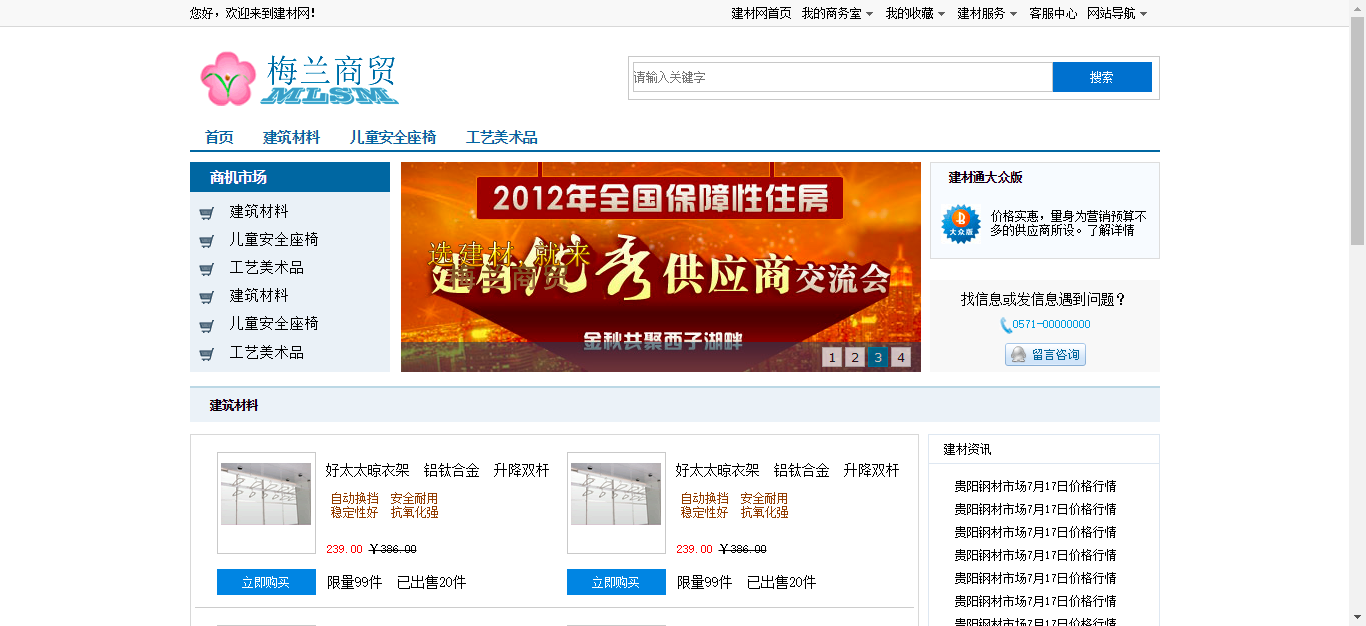 您好，欢迎来到建材网!
建材网首页 我的商务室 我的收藏 建材服务 客服中心 网站导航
梅兰商贸
MLSM
请输入关键字 搜索
首页 建筑材料 儿童安全座椅 工艺美术品
商机市场
建筑材料
儿童安全座椅
工艺美术品
建筑材料
儿童安全座椅
工艺美术品
2012年全国保障性住房
选建材 就来
梅兰商贸
建材优秀供应商交流会
金秋共聚西子湖畔
1 2 3 4
建材通大众版
大众版
价格实惠，量身为营销预算不
多的供应商所设。了解详情
找信息或发信息遇到问题？
0571-00000000
留言咨询
建筑材料
好太太晾衣架 铝钛合金 升降双杆
自动换挡 安全耐用
稳定性好 抗氧化强
239.00 ￥386.00
立即购买 限量99件 已出售20件
好太太晾衣架 铝钛合金 升降双杆
自动换挡 安全耐用
稳定性好 抗氧化强
239.00 ￥386.00
立即购买 限量99件 已出售20件
建材资讯
贵阳钢材市场7月17日价格行情
贵阳钢材市场7月17日价格行情
贵阳钢材市场7月17日价格行情
贵阳钢材市场7月17日价格行情
贵阳钢材市场7月17日价格行情
贵阳钢材市场7月17日价格行情
贵阳钢材市场7月17日价格行情